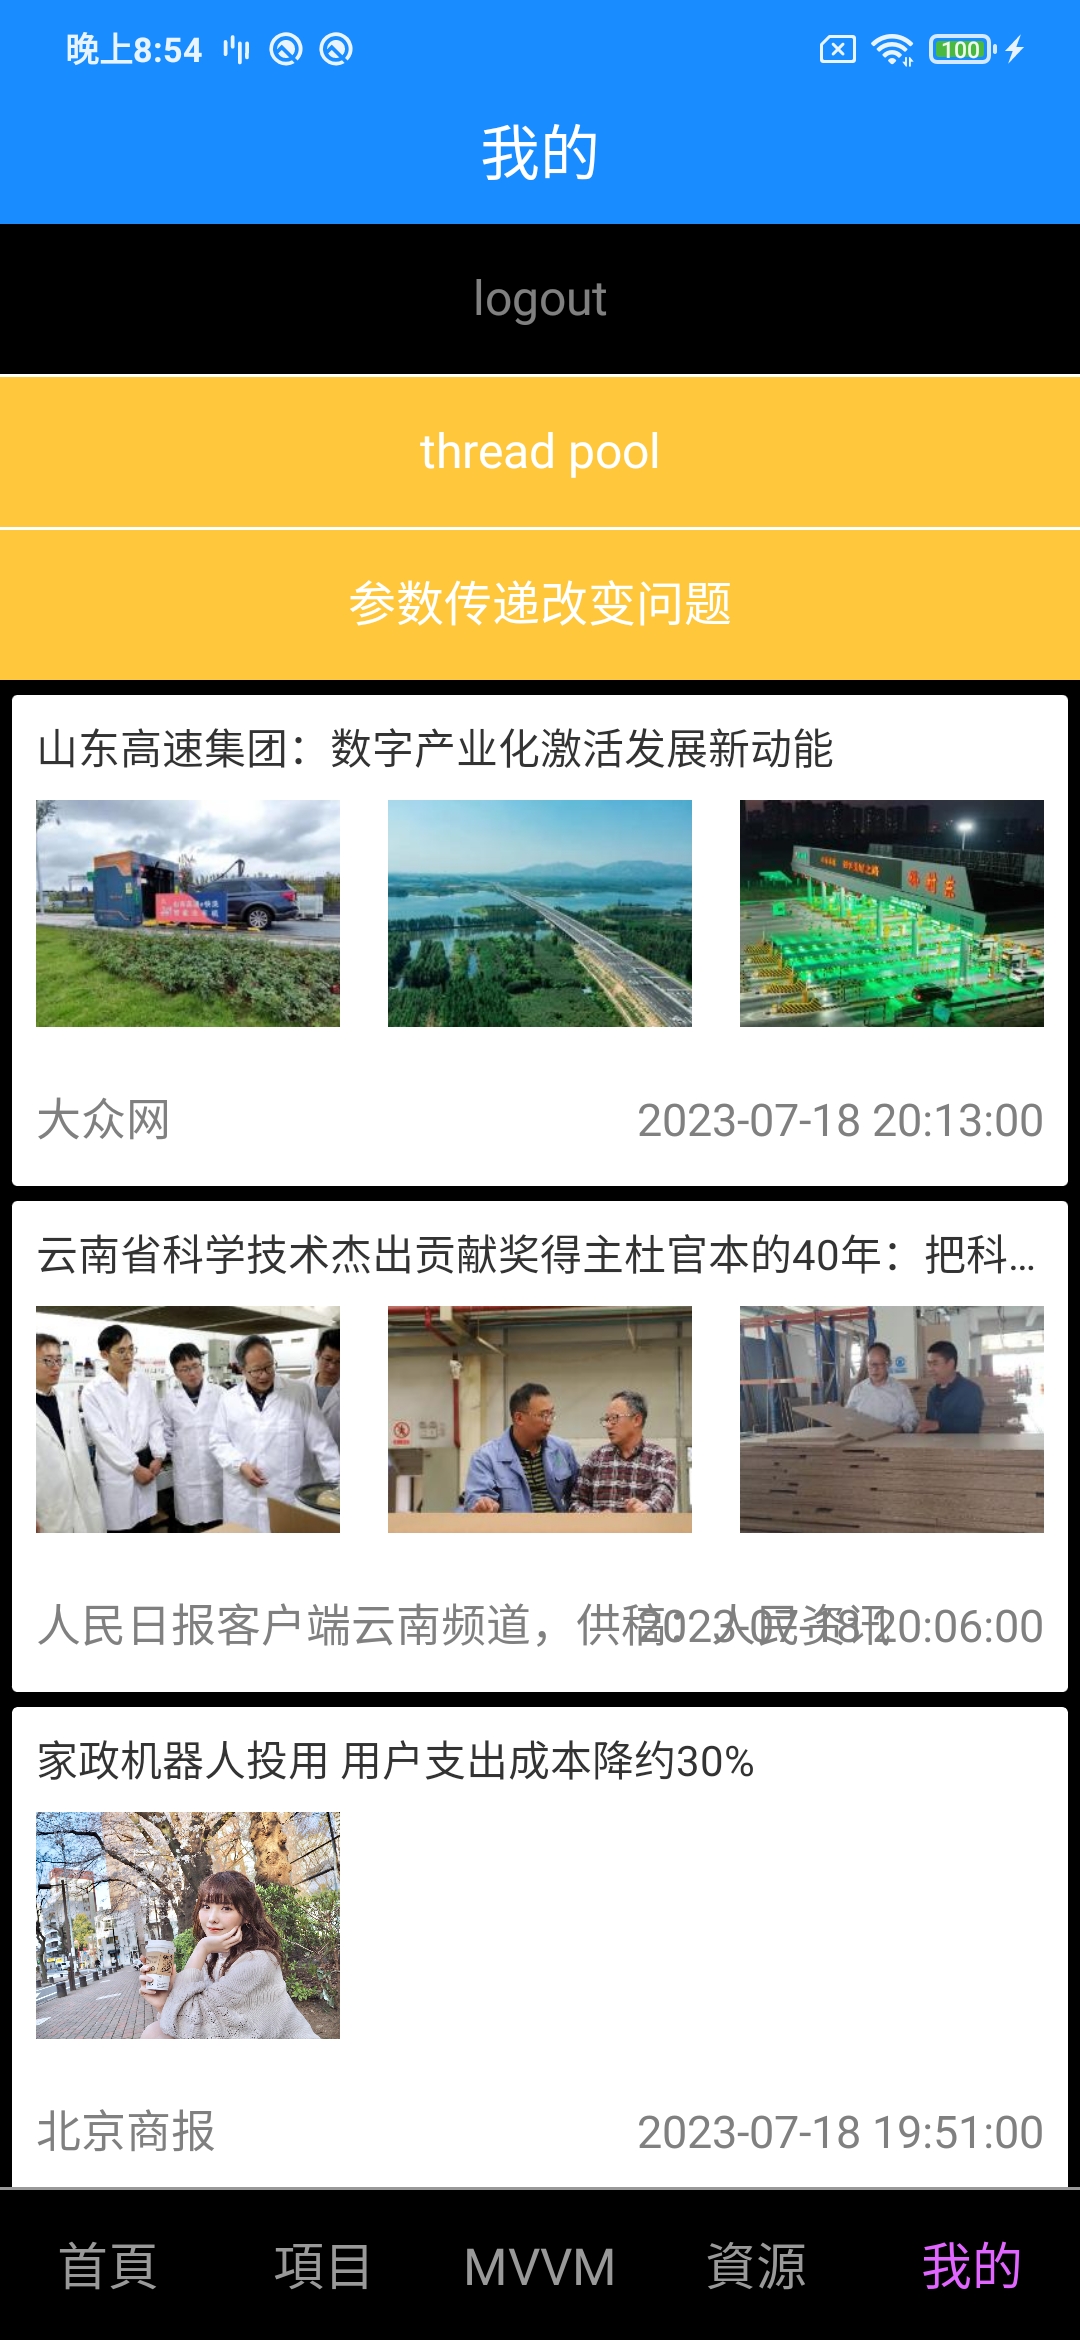 晚上8:54
100
我的
logout
thread pool
参数传递改变问题
山东高速集团：数字产业化激活发展新动能
大众网
2023-07-18 20:13:00
云南省科学技术杰出贡献奖得主杜官本的40年：把科...
人民日报客户端云南频道，供稿：人民资讯
2023-07-18 20:06:00
家政机器人投用 用户支出成本降约30%
北京商报
2023-07-18 19:51:00
首頁
項目
MVVM
資源
我的